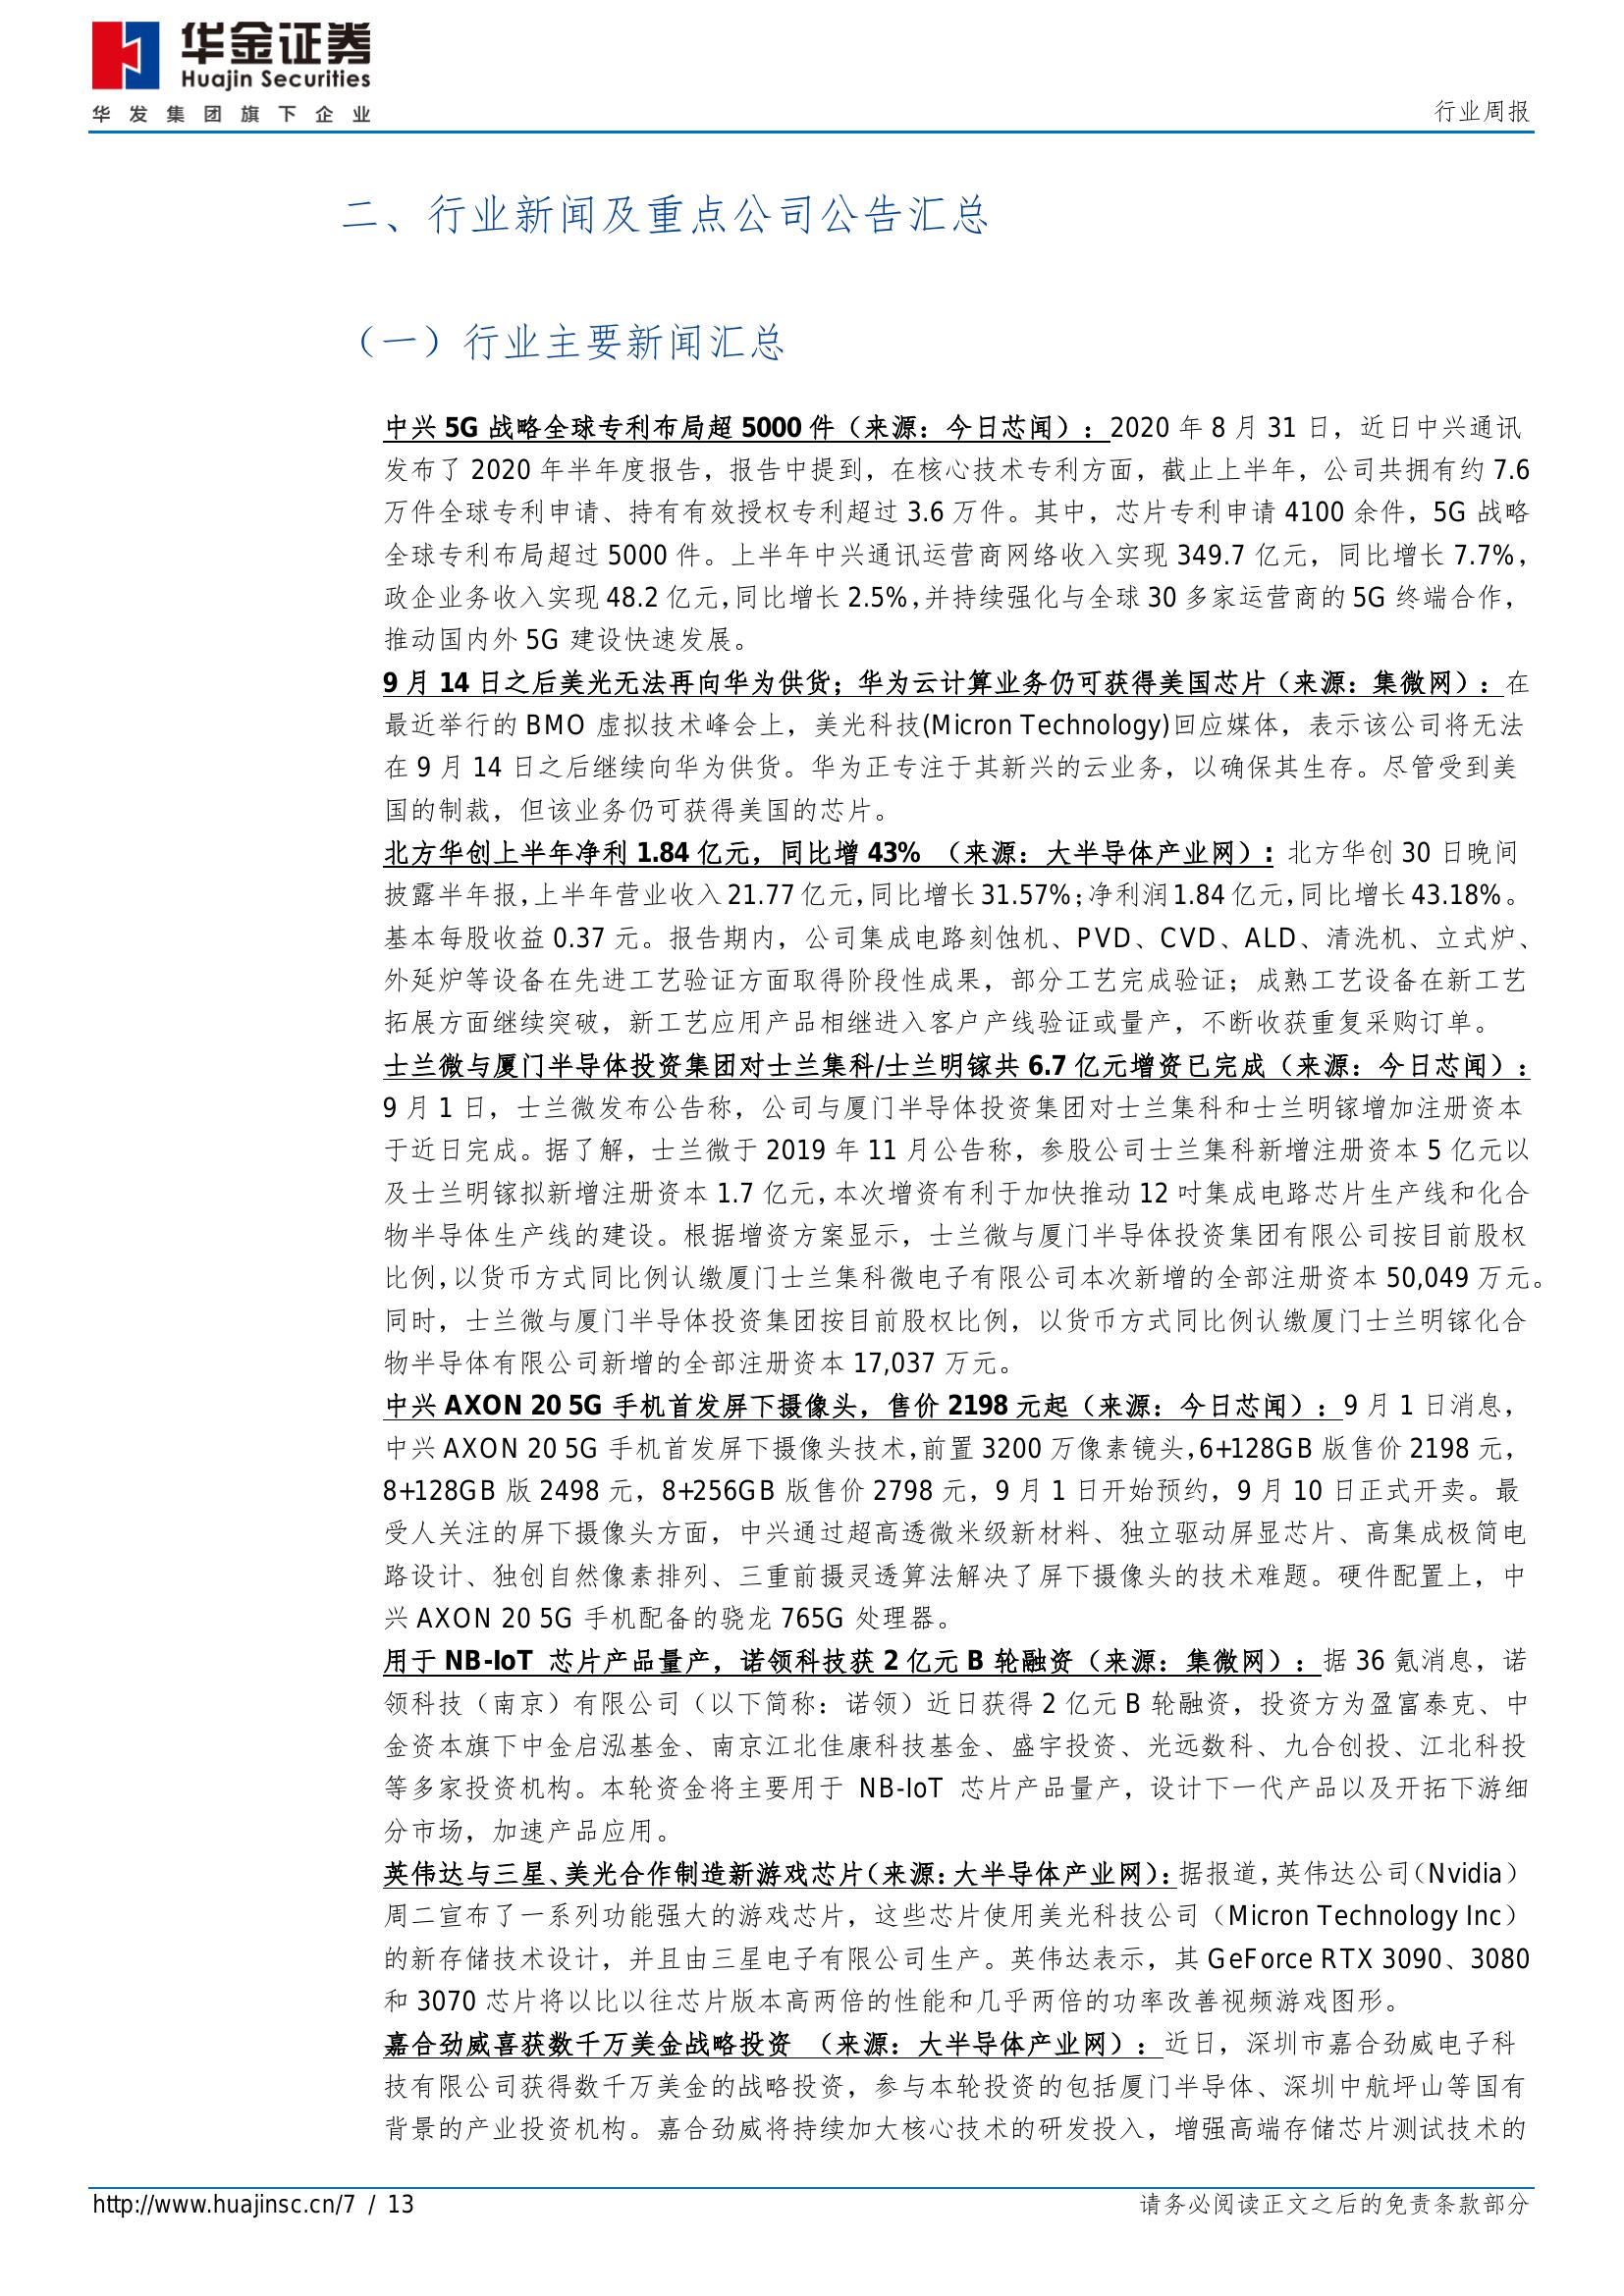 华金证券
Huajin Securities
华发集团旗下企业
行业周报
二、行业新闻及重点公司公告汇总
（一）行业主要新闻汇总
中兴 5G 战略全球专利布局超 5000 件（来源：今日芯闻）：2020 年 8 月 31 日，近日中兴通讯
发布了 2020 年半年度报告，报告中提到，在核心技术专利方面，截止上半年，公司共拥有约 7.6
万件全球专利申请、持有有效授权专利超过 3.6 万件。其中，芯片专利申请 4100 余件，5G 战略
全球专利布局超过 5000 件。上半年中兴通讯运营商网络收入实现 349.7 亿元，同比增长 7.7%，
政企业务收入实现 48.2 亿元，同比增长 2.5%，并持续强化与全球 30 多家运营商的 5G 终端合作，
推动国内外 5G 建设快速发展。
9 月 14 日之后美光无法再向华为供货；华为云计算业务仍可获得美国芯片（来源：集微网）：在
最近举行的 BMO 虚拟技术峰会上，美光科技(Micron Technology)回应媒体，表示该公司将无法
在 9 月 14 日之后继续向华为供货。华为正专注于其新兴的云业务，以确保其生存。尽管受到美
国的制裁，但该业务仍可获得美国的芯片。
北方华创上半年净利 1.84 亿元，同比增 43% （来源：大半导体产业网）: 北方华创 30 日晚间
披露半年报，上半年营业收入 21.77 亿元，同比增长 31.57%；净利润 1.84 亿元，同比增长 43.18%。
基本每股收益 0.37 元。报告期内，公司集成电路刻蚀机、PVD、CVD、ALD、清洗机、立式炉、
外延炉等设备在先进工艺验证方面取得阶段性成果，部分工艺完成验证；成熟工艺设备在新工艺
拓展方面继续突破，新工艺应用产品相继进入客户产线验证或量产，不断收获重复采购订单。
士兰微与厦门半导体投资集团对士兰集科/士兰明镓共 6.7 亿元增资已完成（来源：今日芯闻）：
9 月 1 日，士兰微发布公告称，公司与厦门半导体投资集团对士兰集科和士兰明镓增加注册资本
于近日完成。据了解，士兰微于 2019 年 11 月公告称，参股公司士兰集科新增注册资本 5 亿元以
及士兰明镓拟新增注册资本 1.7 亿元，本次增资有利于加快推动 12 吋集成电路芯片生产线和化合
物半导体生产线的建设。根据增资方案显示，士兰微与厦门半导体投资集团有限公司按目前股权
比例，以货币方式同比例认缴厦门士兰集科微电子有限公司本次新增的全部注册资本 50,049 万元。
同时，士兰微与厦门半导体投资集团按目前股权比例，以货币方式同比例认缴厦门士兰明镓化合
物半导体有限公司新增的全部注册资本 17,037 万元。
中兴 AXON 20 5G 手机首发屏下摄像头，售价 2198 元起（来源：今日芯闻）：9 月 1 日消息，
中兴 AXON 20 5G 手机首发屏下摄像头技术，前置 3200 万像素镜头，6+128GB 版售价 2198 元，
8+128GB 版 2498 元，8+256GB 版售价 2798 元，9 月 1 日开始预约，9 月 10 日正式开卖。最
受人关注的屏下摄像头方面，中兴通过超高透微米级新材料、独立驱动屏显芯片、高集成极简电
路设计、独创自然像素排列、三重前摄灵透算法解决了屏下摄像头的技术难题。硬件配置上，中
兴 AXON 20 5G 手机配备的骁龙 765G 处理器。
用于 NB-IoT 芯片产品量产，诺领科技获 2 亿元 B 轮融资（来源：集微网）：据 36 氪消息，诺
领科技（南京）有限公司（以下简称：诺领）近日获得 2 亿元 B 轮融资，投资方为盈富泰克、中
金资本旗下中金启泓基金、南京江北佳康科技基金、盛宇投资、光远数科、九合创投、江北科投
等多家投资机构。本轮资金将主要用于 NB-IoT 芯片产品量产，设计下一代产品以及开拓下游细
分市场，加速产品应用。
英伟达与三星、美光合作制造新游戏芯片（来源：大半导体产业网）：据报道，英伟达公司（Nvidia）
周二宣布了一系列功能强大的游戏芯片，这些芯片使用美光科技公司（Micron Technology Inc）
的新存储技术设计，并且由三星电子有限公司生产。英伟达表示，其 GeForce RTX 3090、3080
和 3070 芯片将以比以往芯片版本高两倍的性能和几乎两倍的功率改善视频游戏图形。
嘉合劲威喜获数千万美金战略投资 （来源：大半导体产业网）：近日，深圳市嘉合劲威电子科
技有限公司获得数千万美金的战略投资，参与本轮投资的包括厦门半导体、深圳中航坪山等国有
背景的产业投资机构。嘉合劲威将持续加大核心技术的研发投入，增强高端存储芯片测试技术的
http://www.huajinsc.cn/7 / 13
请务必阅读正文之后的免责条款部分